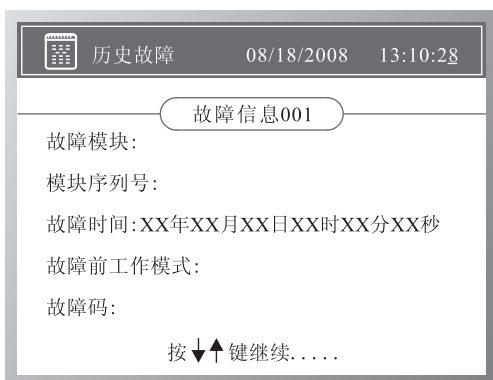 历史故障 08/18/2008 13:10:28
故障信息001
故障模块:
模块序列号:
故障时间:XX年XX月XX日XX时XX分XX秒
故障前工作模式:
故障码:
按↓↑键继续.....